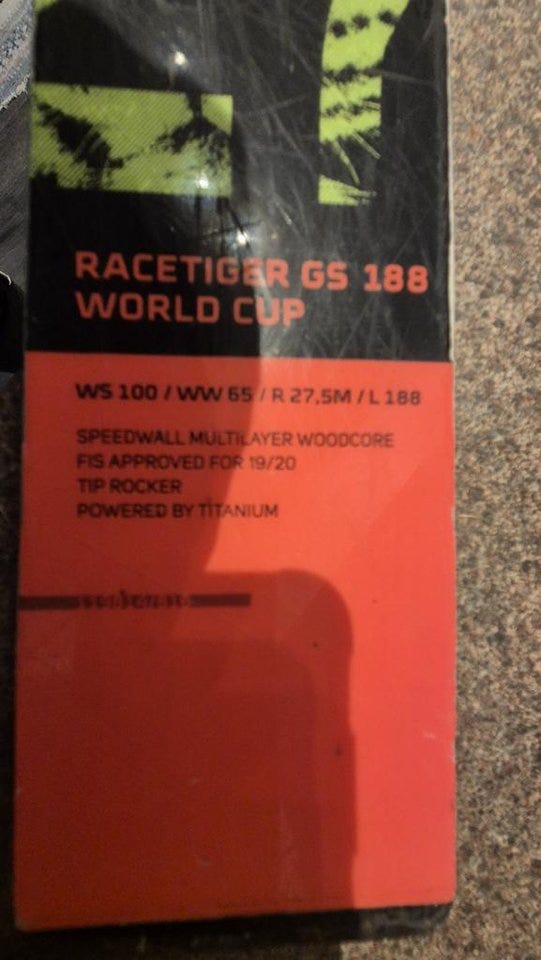 RACETIGER GS 188
WORLD CUP
WS 100 / WW 65 / R 27,5M / L 188
SPEEDWALL MULTILAYER WOODCORE
FIS APPROVED FOR 19/20
TIP ROCKER
POWERED BY TITANIUM